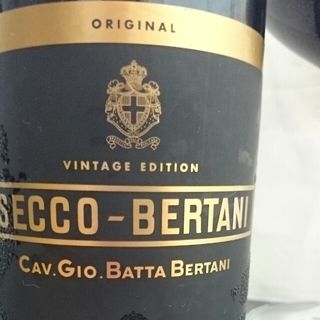 ORIGINAL
VINTAGE EDITION
SECCO-BERTANI
CAV. GIO. BATTA BERTANI